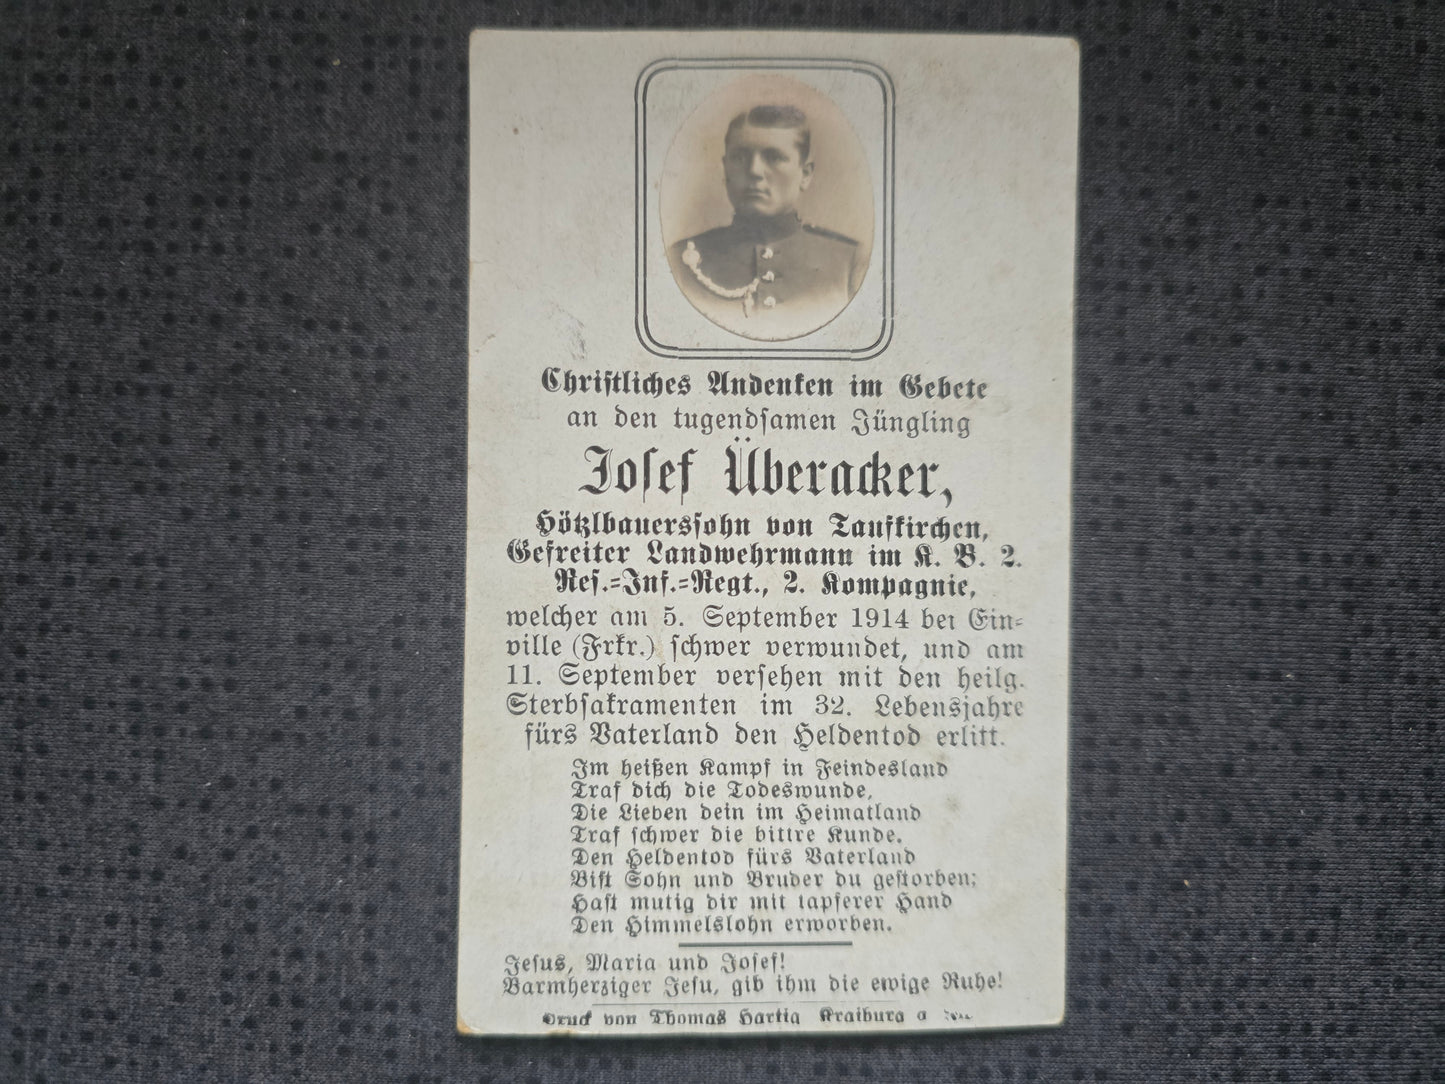 Christliches Andenken im Gebete
an den tugendsamen Jüngling
Josef Überacker,
Hötzlbauerssohn von Taufkirchen,
Gefreiter Landwehrmann im K. B. 2.
Res.=Inf.=Regt., 2. Kompagnie,
welcher am 5. September 1914 bei Ein=
ville (Frkr.) schwer verwundet, und am
11. September versehen mit den heilg.
Sterbsakramenten im 32. Lebensjahre
fürs Vaterland den Heldentod erlitt.
Im heißen Kampf in Feindesland
Traf dich die Todeswunde,
Die Lieben dein im Heimatland
Traf schwer die bittre Kunde.
Den Heldentod fürs Vaterland
Bist Sohn und Bruder du gestorben;
Hast mutig dir mit tapferer Hand
Den Himmelslohn erworben.
Jesus, Maria und Josef!
Barmherziger Jesu, gib ihm die ewige Ruhe!
Druck von Thomas Hartig Kraiburg a